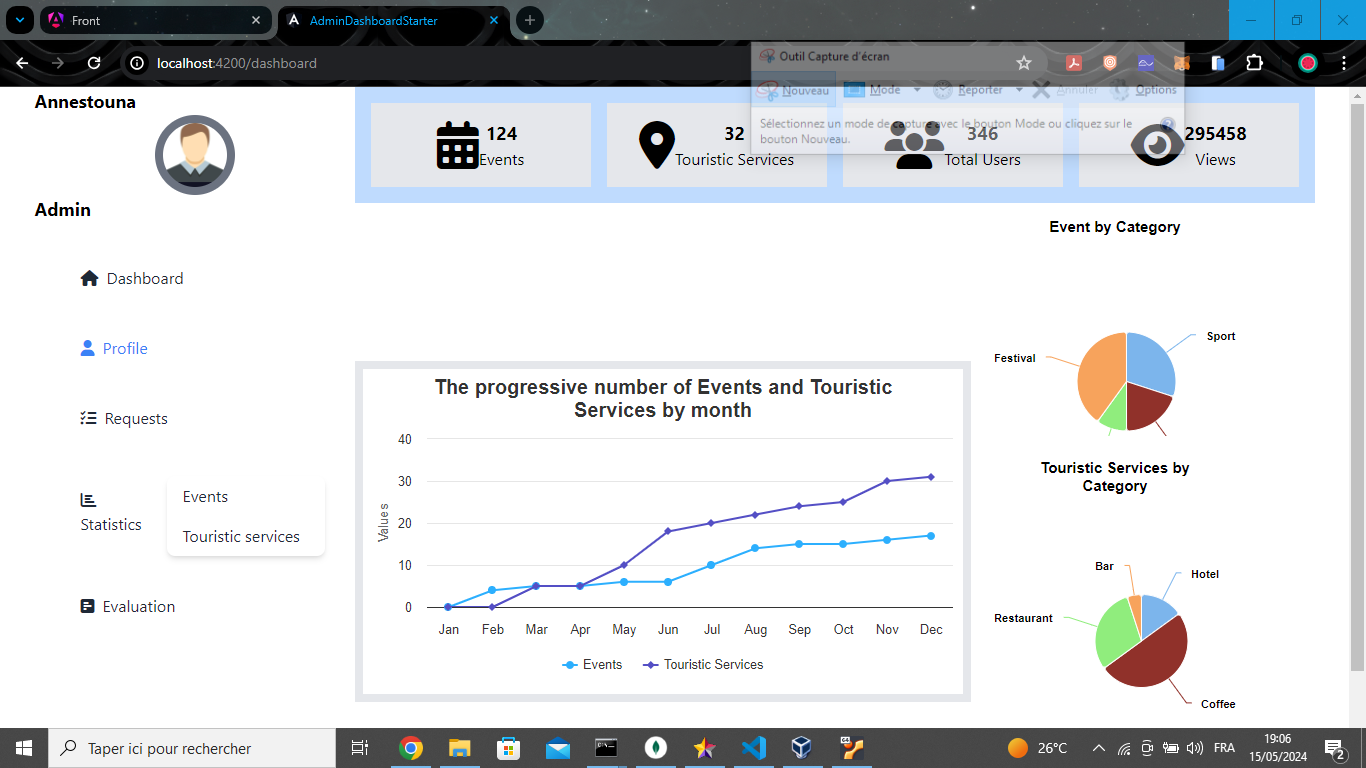 Front
AdminDashboardStarter
localhost:4200/dashboard
Outil Capture d'écran
Nouveau
Mode
Reporter
Annuler
Options
Sélectionnez un mode de capture avec le bouton Mode ou cliquez sur le
bouton Nouveau.
Annestouna
Admin
Dashboard
Profile
Requests
Statistics
Events
Touristic services
Evaluation
124
Events
32
Touristic Services
346
Total Users
295458
Views
The progressive number of Events and Touristic
Services by month
Values
40
30
20
10
0
Jan Feb Mar Apr May Jun Jul Aug Sep Oct Nov Dec
Events Touristic Services
Event by Category
Sport
Festival
Touristic Services by
Category
Bar
Hotel
Restaurant
Coffee
Taper ici pour rechercher
26°C
FRA
19:06
15/05/2024
2